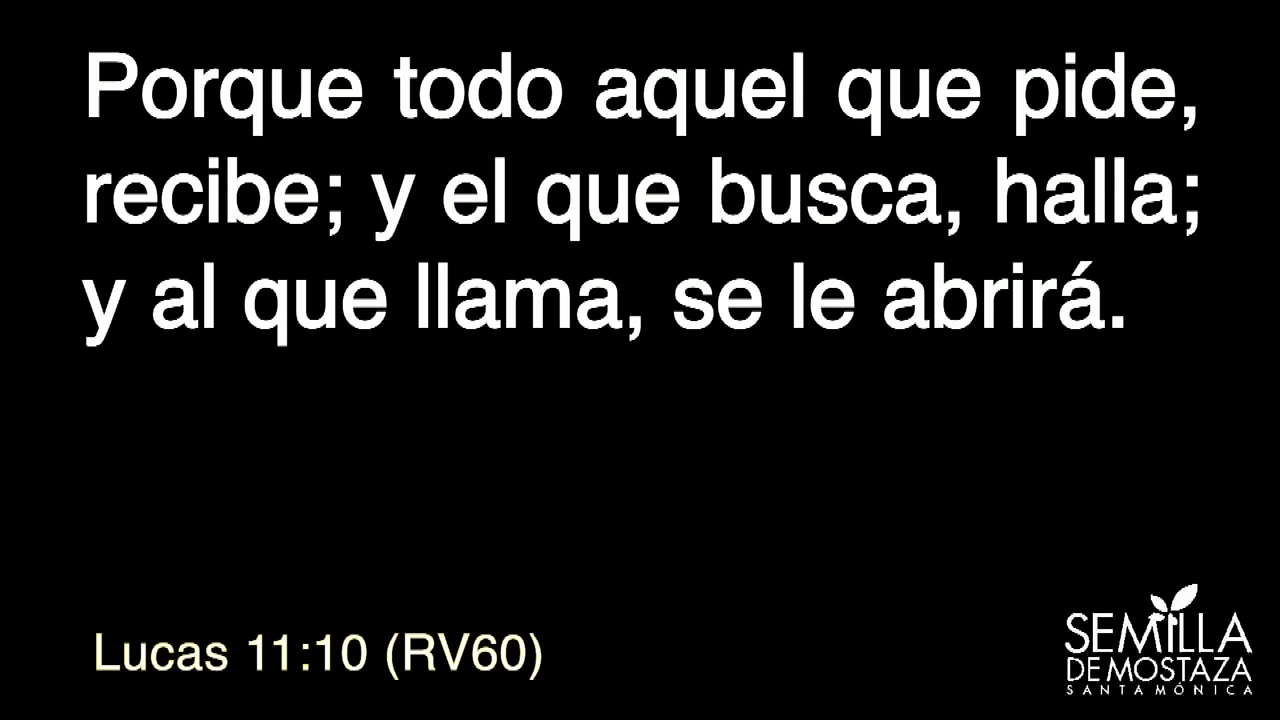 Porque todo aquel que pide,
recibe; y el que busca, halla;
y al que llama, se le abrirá.
Lucas 11:10 (RV60)
SEMILLA
DE MOSTAZA
SANTA MÓNICA